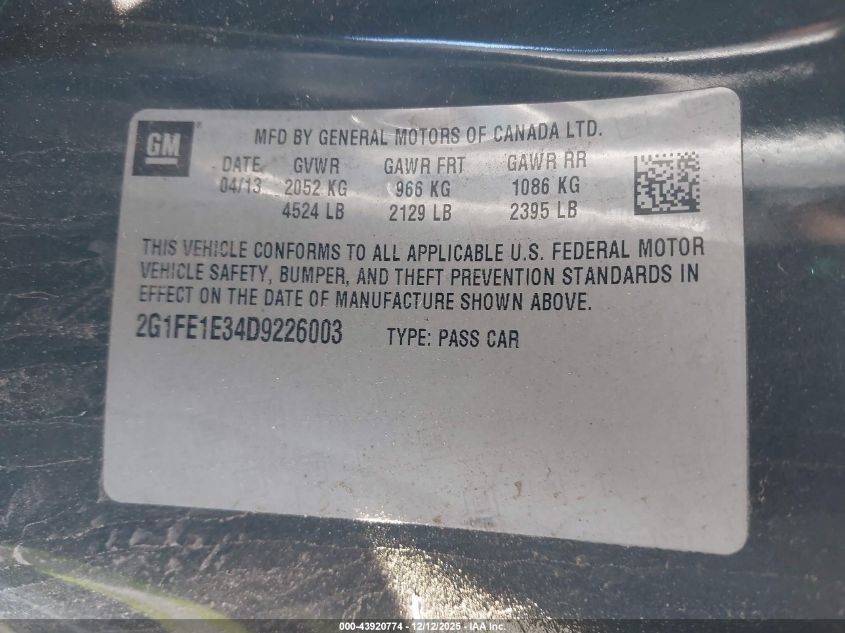 GM
MFD BY GENERAL MOTORS OF CANADA LTD.
DATE GVWR GAWR FRT GAWR RR
04/13 2052 KG 966 KG 1086 KG
4524 LB 2129 LB 2395 LB
THIS VEHICLE CONFORMS TO ALL APPLICABLE U.S. FEDERAL MOTOR
VEHICLE SAFETY, BUMPER, AND THEFT PREVENTION STANDARDS IN
EFFECT ON THE DATE OF MANUFACTURE SHOWN ABOVE.
2G1FE1E34D9226003 TYPE: PASS CAR
000-43920774 - 12/12/2025 - IAA Inc.